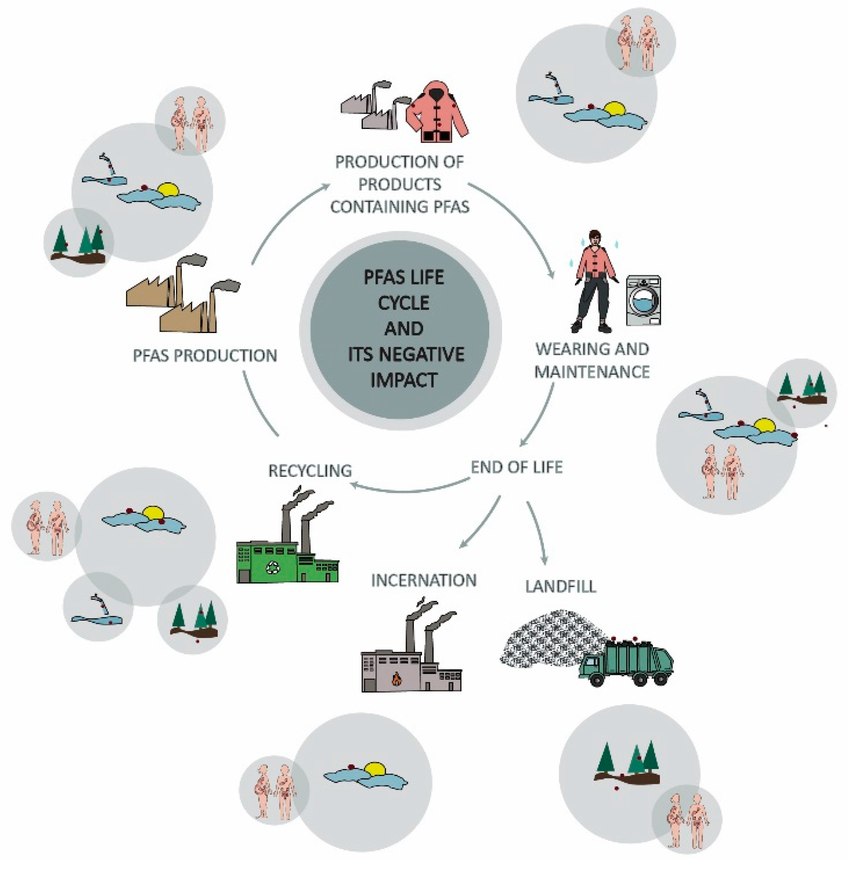 PRODUCTION OF
PRODUCTS
CONTAINING PFAS
PFAS LIFE
CYCLE
AND
ITS NEGATIVE
IMPACT
PFAS PRODUCTION
WEARING AND
MAINTENANCE
RECYCLING
END OF LIFE
INCERNATION
LANDFILL